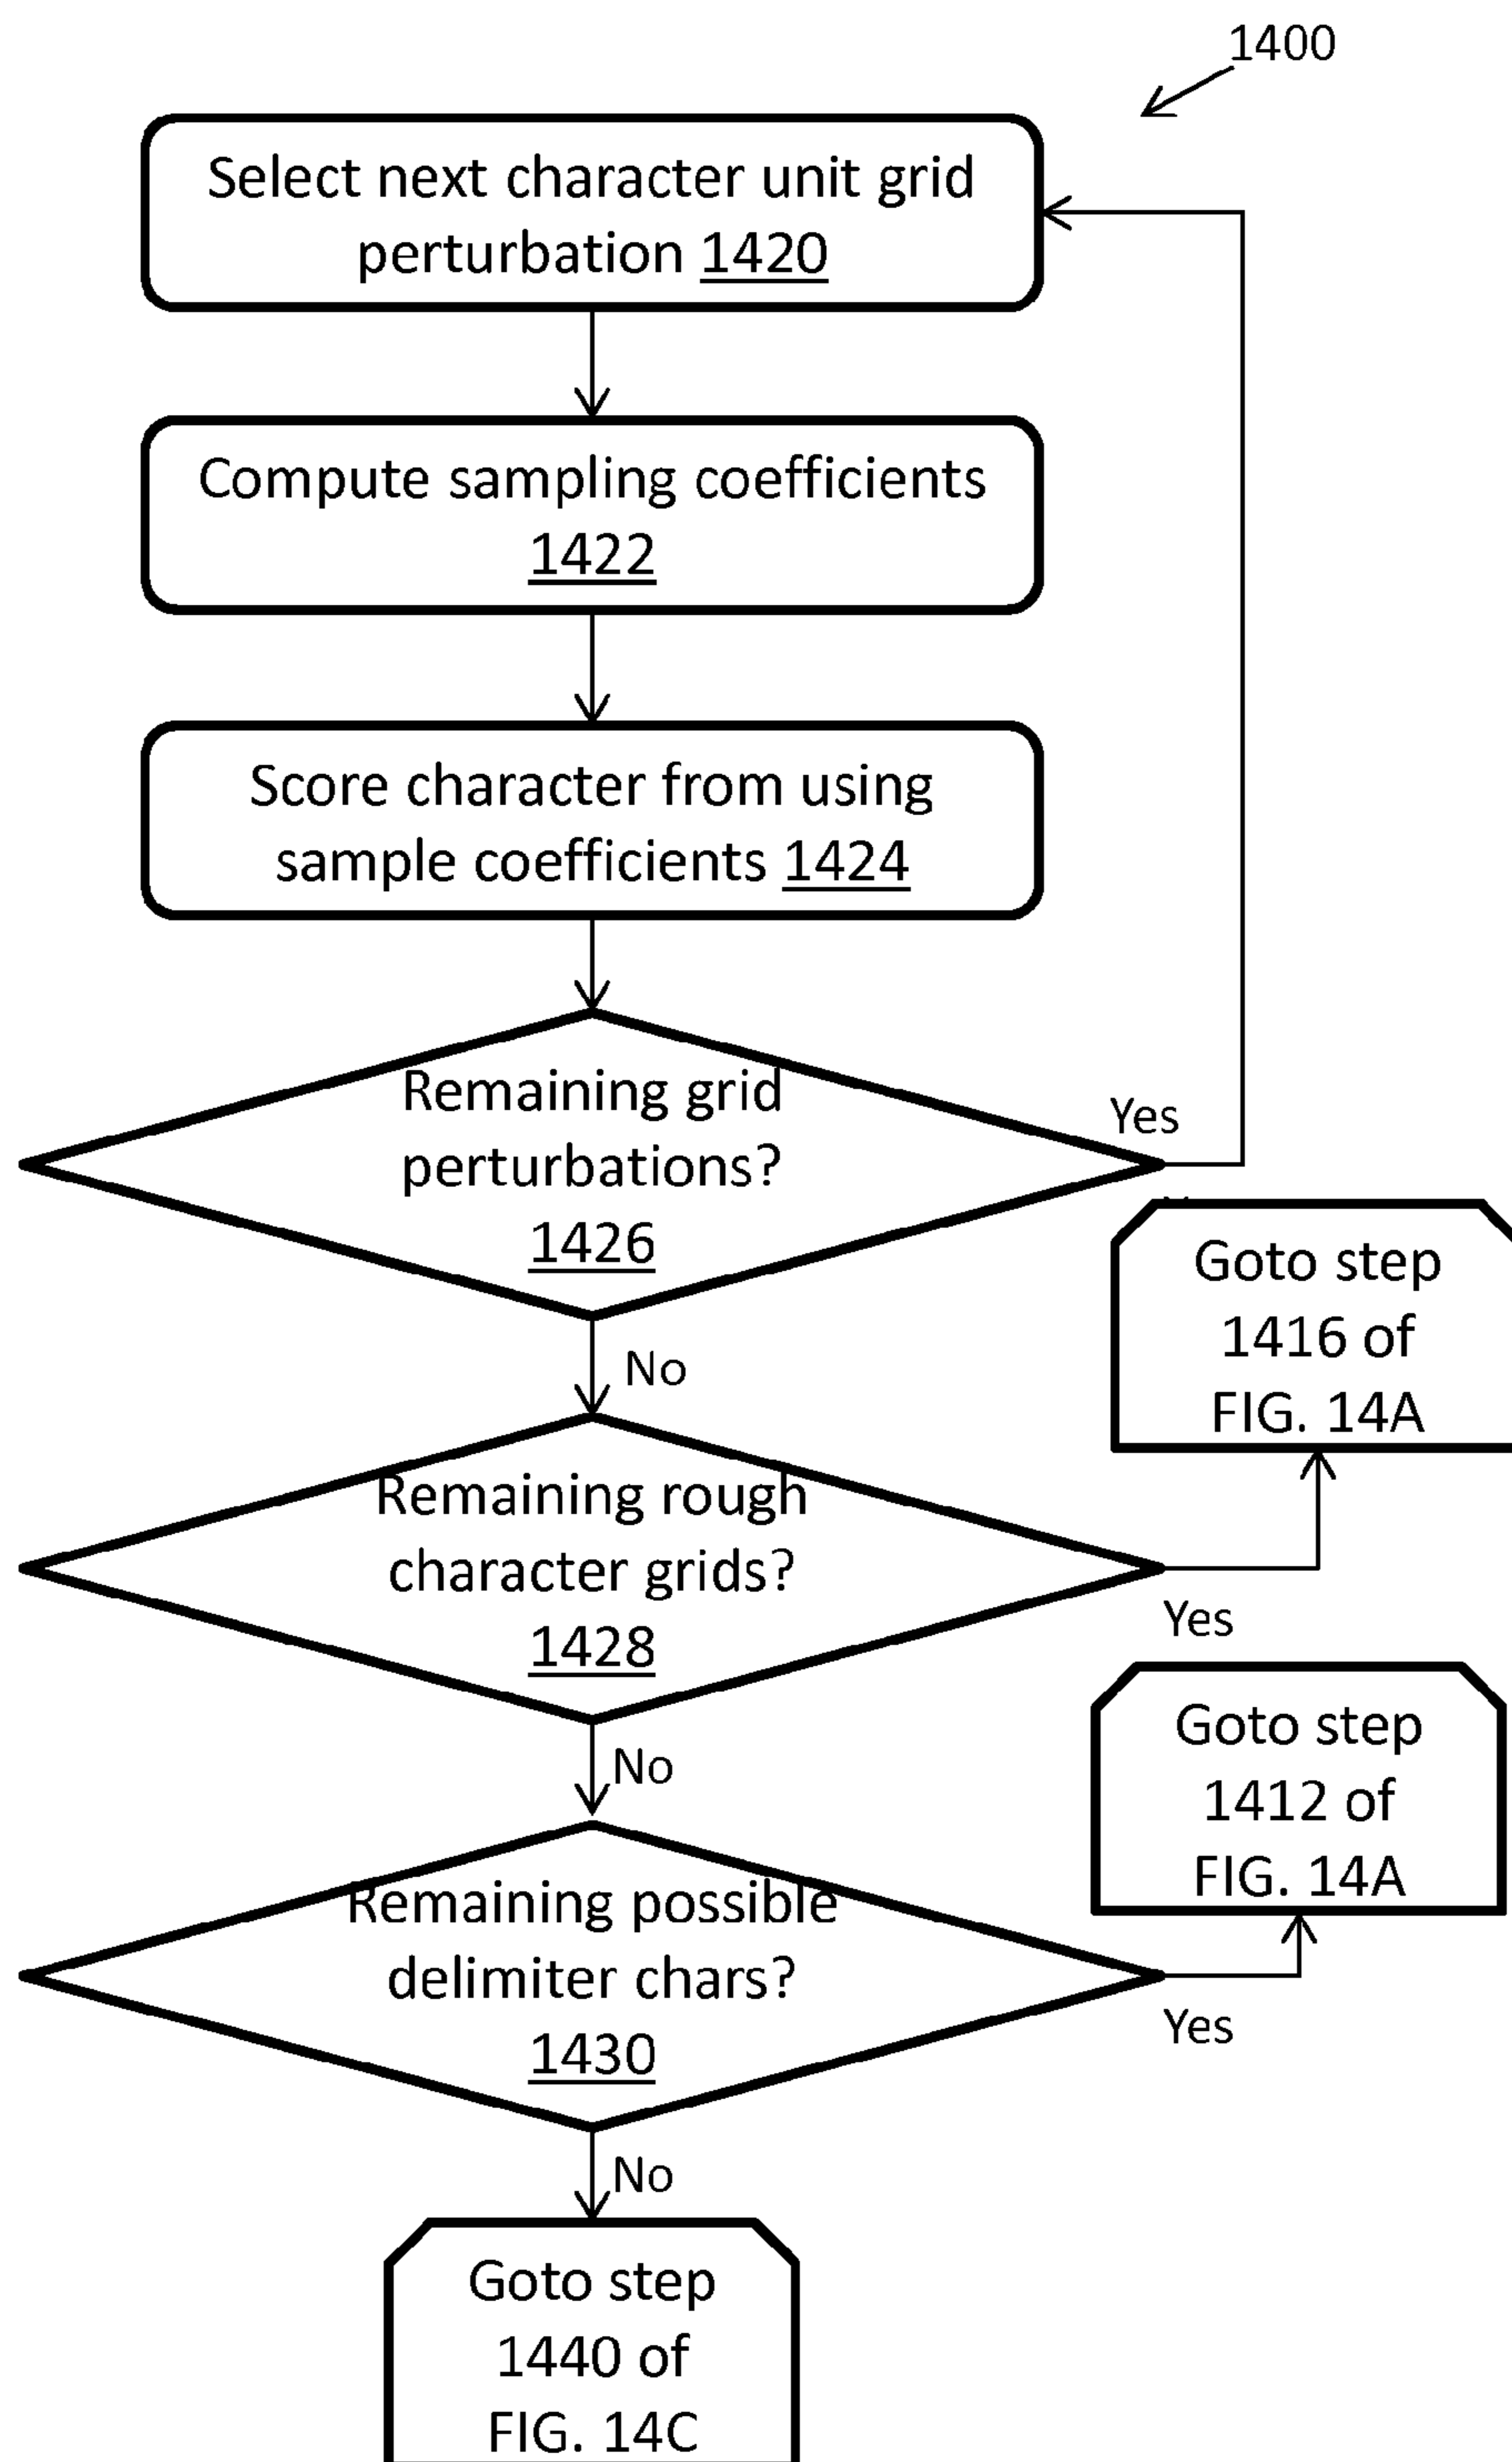 1400
Select next character unit grid
perturbation 1420
Compute sampling coefficients
1422
Score character from using
sample coefficients 1424
Remaining grid
perturbations?
1426
Yes
Goto step
1416 of
FIG. 14A
No
Remaining rough
character grids?
1428
Yes
Goto step
1412 of
FIG. 14A
No
Remaining possible
delimiter chars?
1430
Yes
No
Goto step
1440 of
FIG. 14C